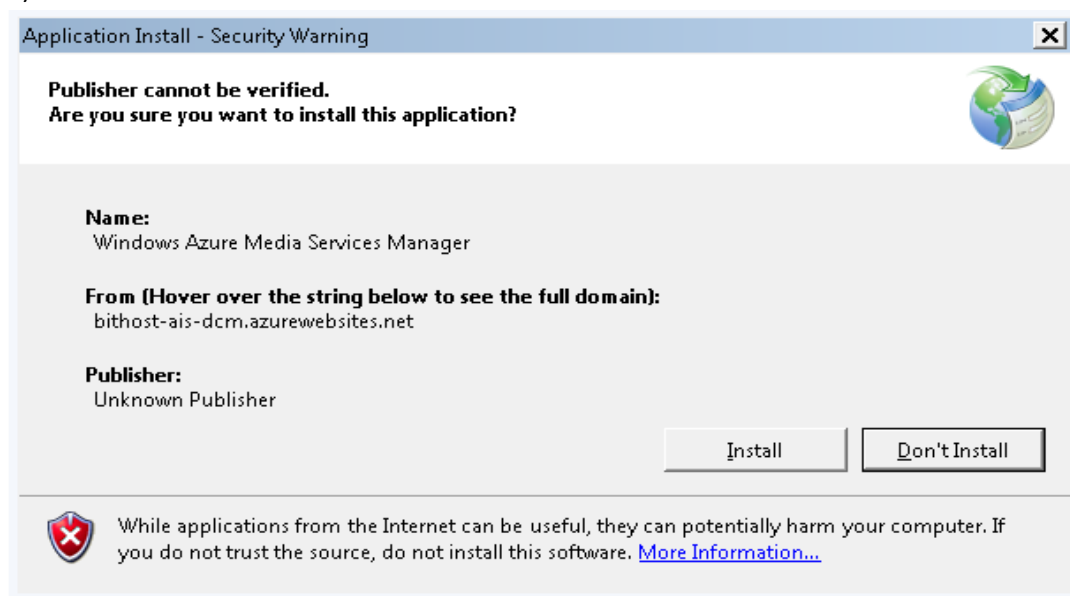 Application Install - Security Warning
Publisher cannot be verified.
Are you sure you want to install this application?
Name:
Windows Azure Media Services Manager
From (Hover over the string below to see the full domain):
bithost-ais-dcm.azurewebsites.net
Publisher:
Unknown Publisher
Install
Don't Install
While applications from the Internet can be useful, they can potentially harm your computer. If
you do not trust the source, do not install this software. More Information...